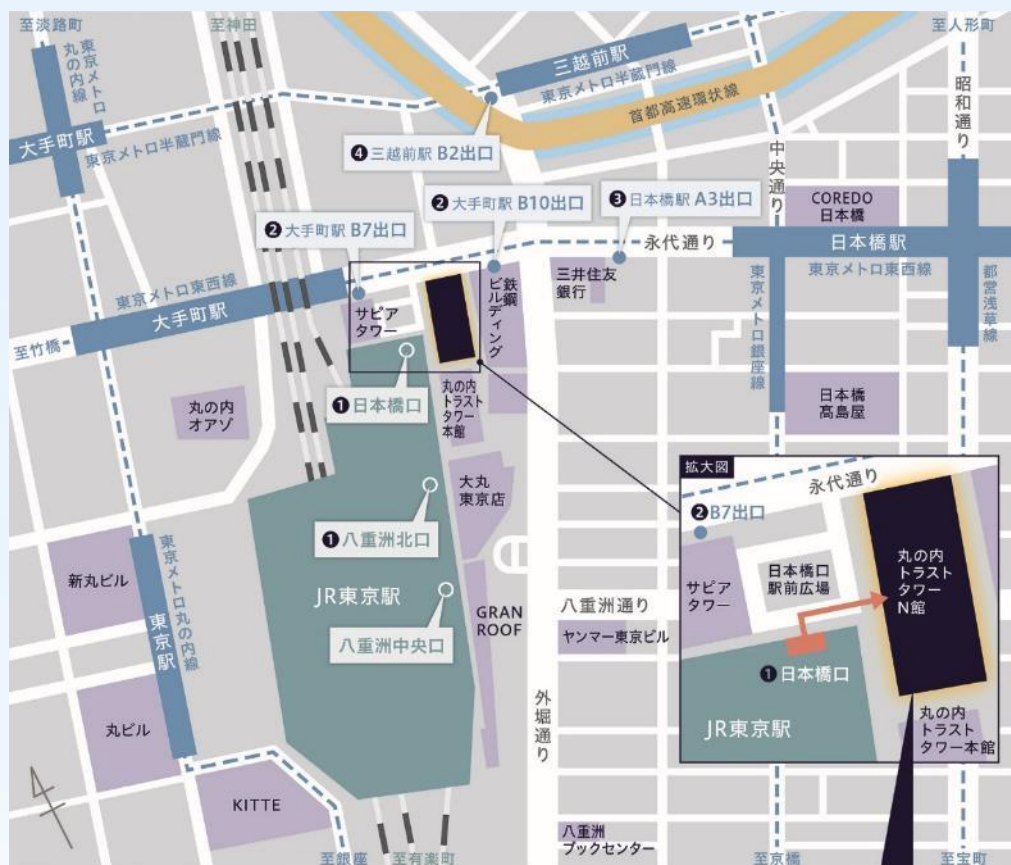 至淡路町
至神田
至人形町
東京メトロ
丸の内線
三越前駅
東京メトロ半蔵門線
首都高速環状線
昭和通り
中央通り
大手町駅
東京メトロ半蔵門線
❹三越前駅 B2出口
❷大手町駅 B7出口
❷大手町駅 B10出口
❸日本橋駅 A3出口
COREDO
日本橋
永代通り
日本橋駅
東京メトロ東西線
東京メトロ東西線
大手町駅
至竹橋
サピア
タワー
鉄鋼
ビルディング
三井住友
銀行
東京メトロ銀座線
都営浅草線
❶日本橋口
丸の内
トラスト
タワー
本館
丸の内
オアゾ
日本橋
髙島屋
大丸
東京店
❶八重洲北口
JR東京駅
八重洲中央口
GRAN
ROOF
八重洲通り
ヤンマー東京ビル
外堀通り
新丸ビル
東京メトロ丸の内線
東京駅
丸ビル
KITTE
八重洲
ブックセンター
至銀座
至有楽町
至京橋
至宝町
拡大図
永代通り
❷B7出口
サピア
タワー
日本橋口
駅前広場
丸の内
トラスト
タワー
N館
❶日本橋口
JR東京駅
丸の内
トラスト
タワー本館